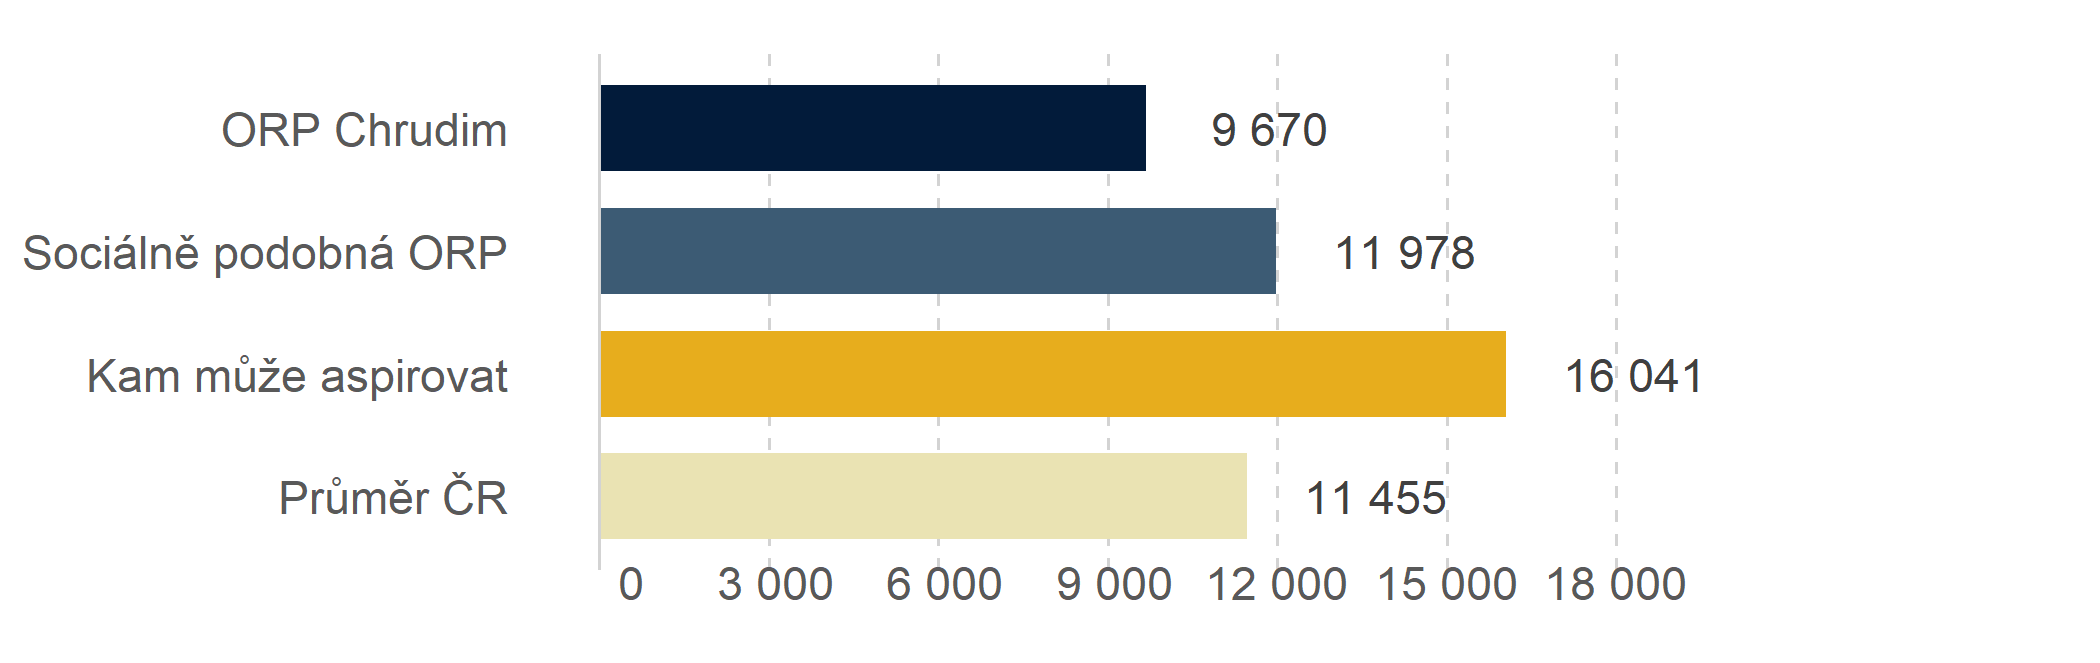 ORP Chrudim 9 670
Sociálně podobná ORP 11 978
Kam může aspirovat 16 041
Průměr ČR 11 455
0 3 000 6 000 9 000 12 000 15 000 18 000